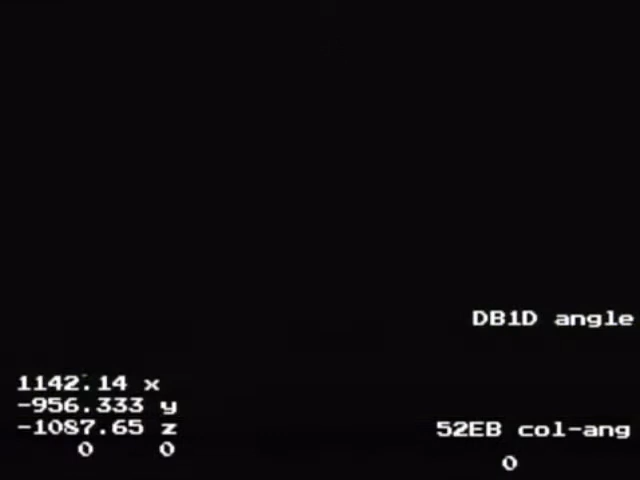 DB1D angle
1142.14 x
-956.333 y
-1087.65 z
52EB col-ang
0 0
0